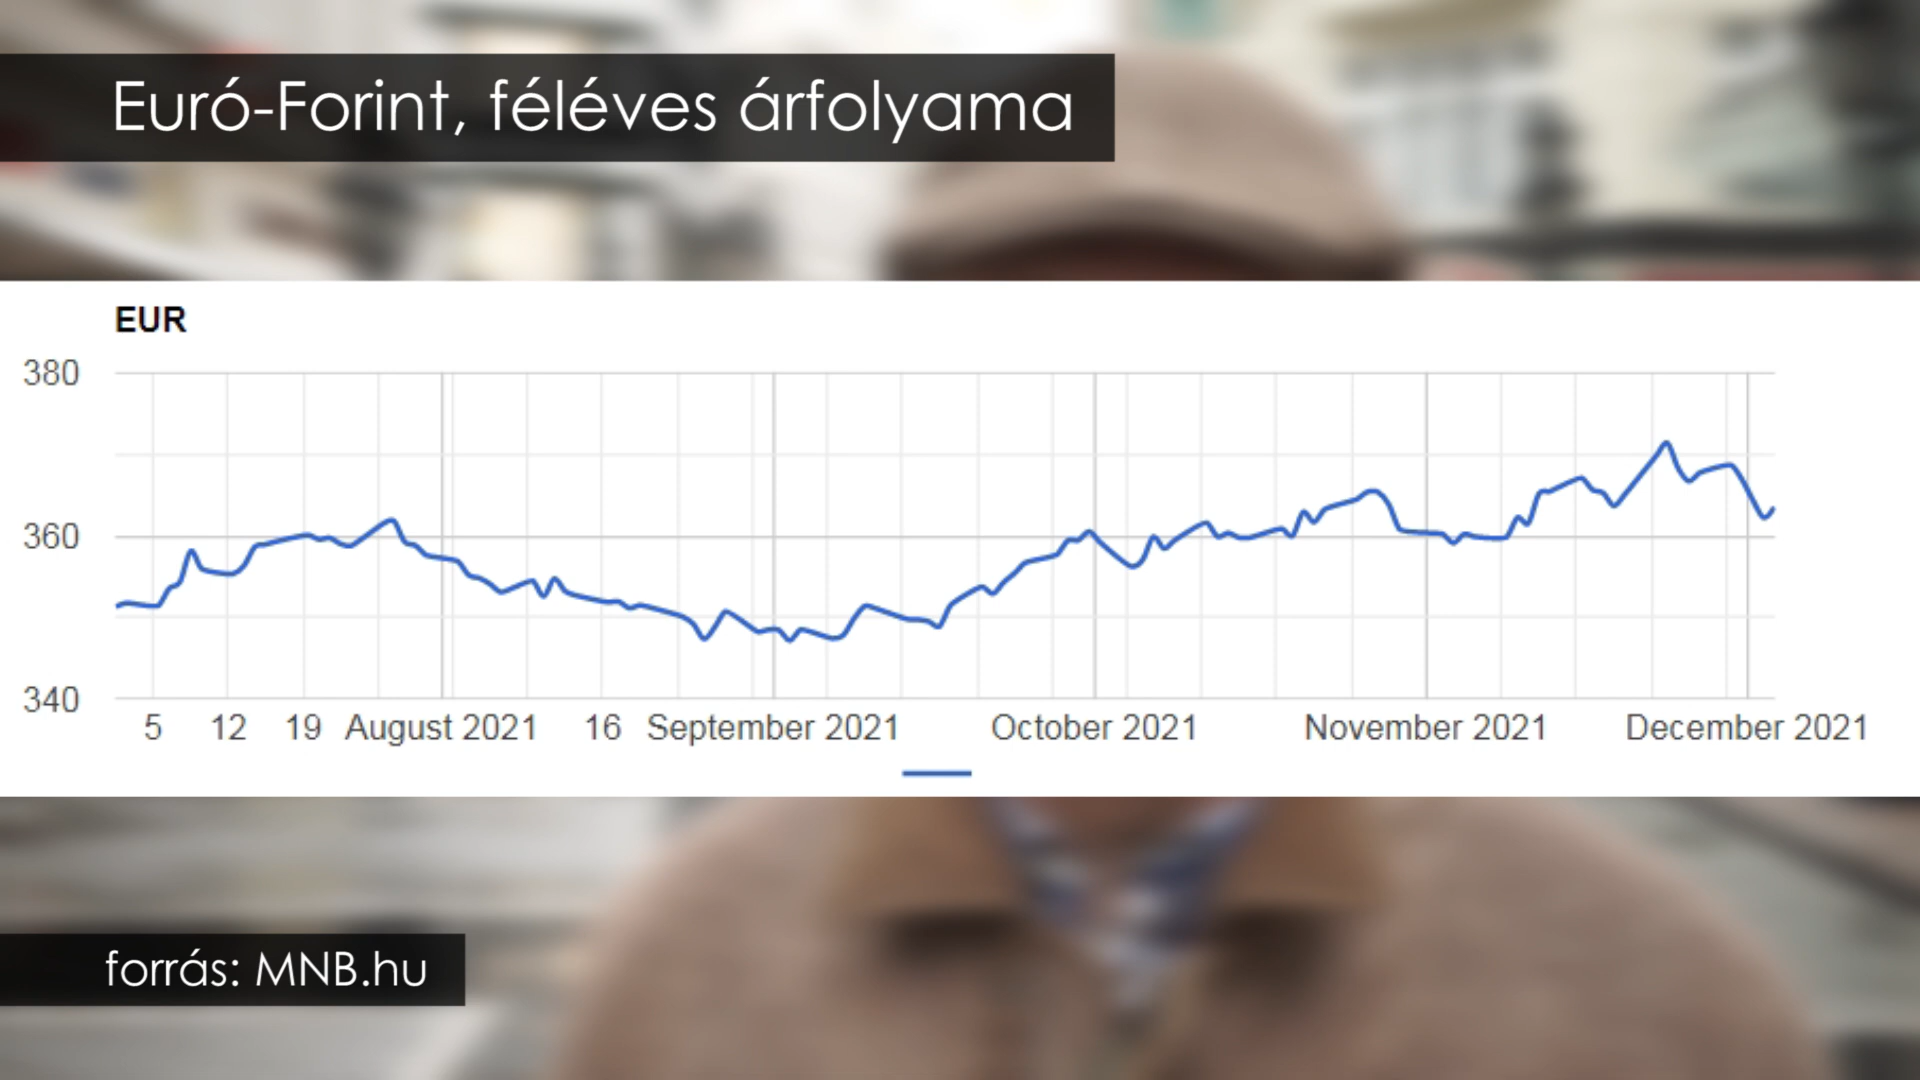 Euró-Forint, féléves árfolyama
EUR
380
360
340
5 12 19 August 2021 16 September 2021 October 2021 November 2021 December 2021
forrás: MNB.hu